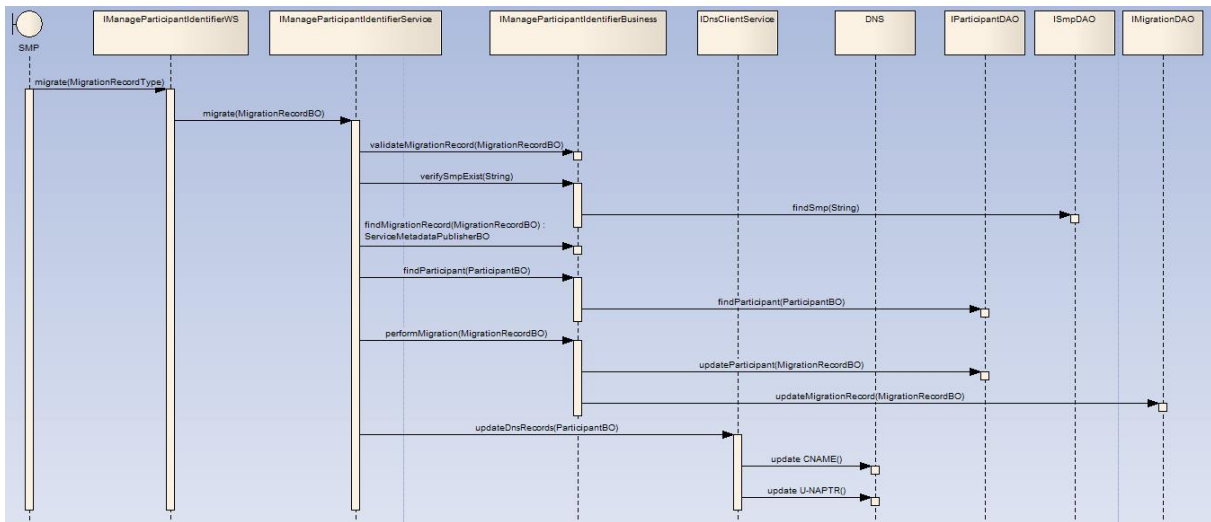 SMP
IManageParticipantIdentifierWS
IManageParticipantIdentifierService
IManageParticipantIdentifierBusiness
IDnsClientService
DNS
IParticipantDAO
ISmpDAO
IMigrationDAO
migrate(MigrationRecordType)
migrate(MigrationRecordBO)
validateMigrationRecord(MigrationRecordBO)
verifySmpExist(String)
findSmp(String)
findMigrationRecord(MigrationRecordBO) :
ServiceMetadataPublisherBO
findParticipant(ParticipantBO)
findParticipant(ParticipantBO)
performMigration(MigrationRecordBO)
updateParticipant(MigrationRecordBO)
updateMigrationRecord(MigrationRecordBO)
updateDnsRecords(ParticipantBO)
update CNAME()
update U-NAPTR()